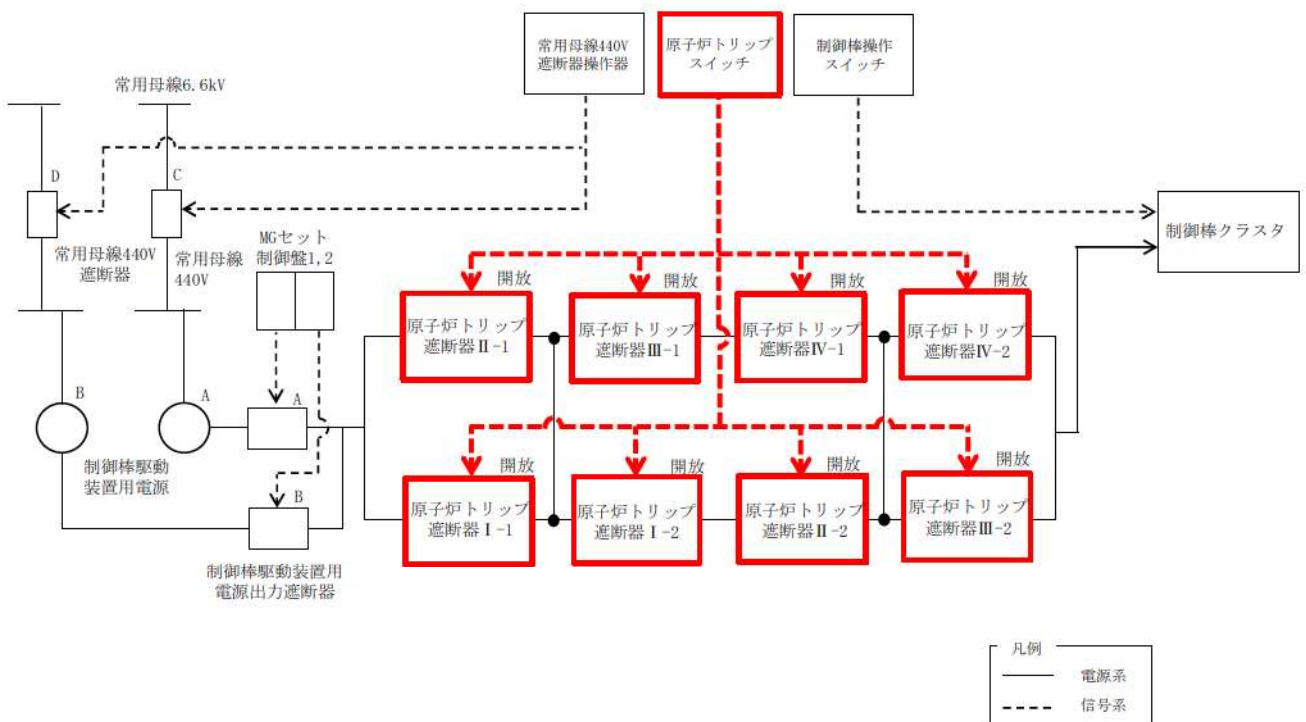 常用母線440V
遮断器操作器
原子炉トリップ
スイッチ
制御棒操作
スイッチ
常用母線6.6kV
D
C
制御棒クラスタ
常用母線440V
遮断器
常用母線
440V
MGセット
制御盤1,2
開放
開放
開放
開放
原子炉トリップ
遮断器Ⅱ-1
原子炉トリップ
遮断器Ⅲ-1
原子炉トリップ
遮断器Ⅳ-1
原子炉トリップ
遮断器Ⅳ-2
B
A
A
制御棒駆動
装置用電源
B
開放
開放
開放
開放
原子炉トリップ
遮断器Ⅰ-1
原子炉トリップ
遮断器Ⅰ-2
原子炉トリップ
遮断器Ⅱ-2
原子炉トリップ
遮断器Ⅲ-2
制御棒駆動装置用
電源出力遮断器
凡例
電源系
信号系